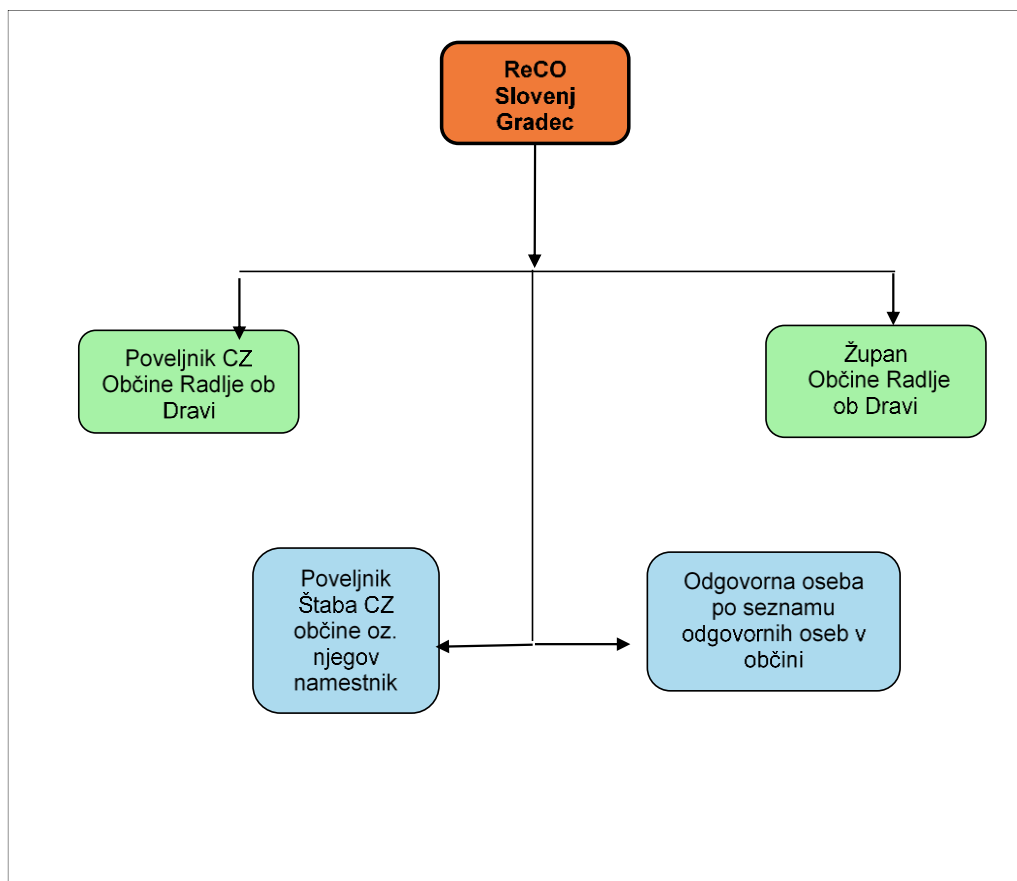 ReCO
Slovenj
Gradec
Poveljnik CZ
Občine Radlje ob
Dravi
Župan
Občine Radlje
ob Dravi
Poveljnik
Štaba CZ
občine oz.
njegov
namestnik
Odgovorna oseba
po seznamu
odgovornih oseb v
občini